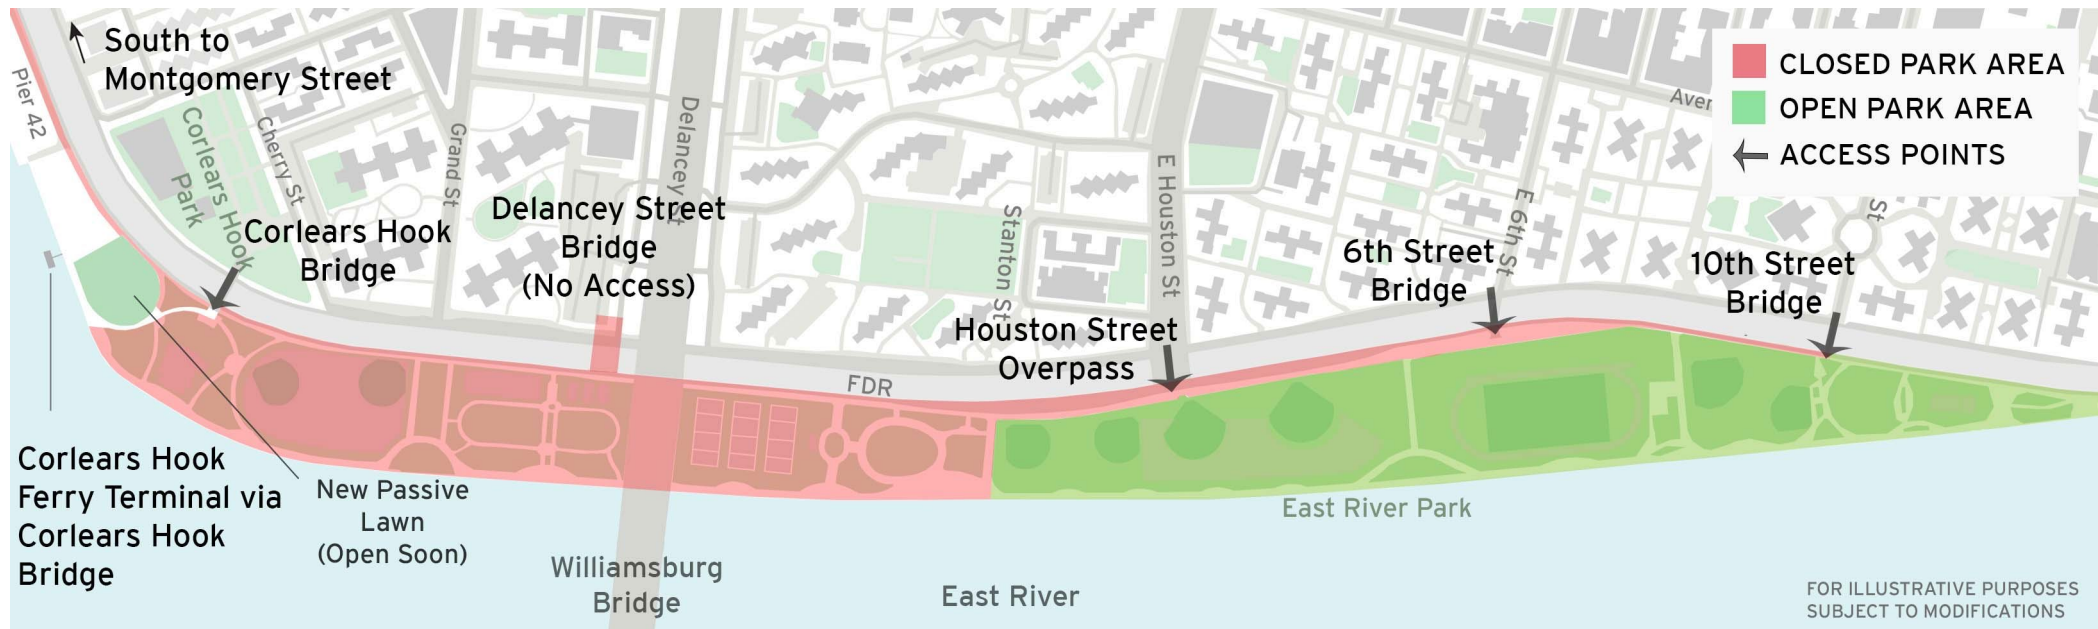 South to
Montgomery Street
Pier 42
Corlears Hook
Park
Cherry St
Grand St
Delancey St
Corlears Hook
Bridge
Delancey Street
Bridge
(No Access)
Stanton St
E Houston St
Houston Street
Overpass
E 6th St
6th Street
Bridge
10th Street
Bridge
Aver
St
CLOSED PARK AREA
OPEN PARK AREA
ACCESS POINTS
FDR
Corlears Hook
Ferry Terminal via
Corlears Hook
Bridge
New Passive
Lawn
(Open Soon)
Williamsburg
Bridge
East River
East River Park
FOR ILLUSTRATIVE PURPOSES
SUBJECT TO MODIFICATIONS